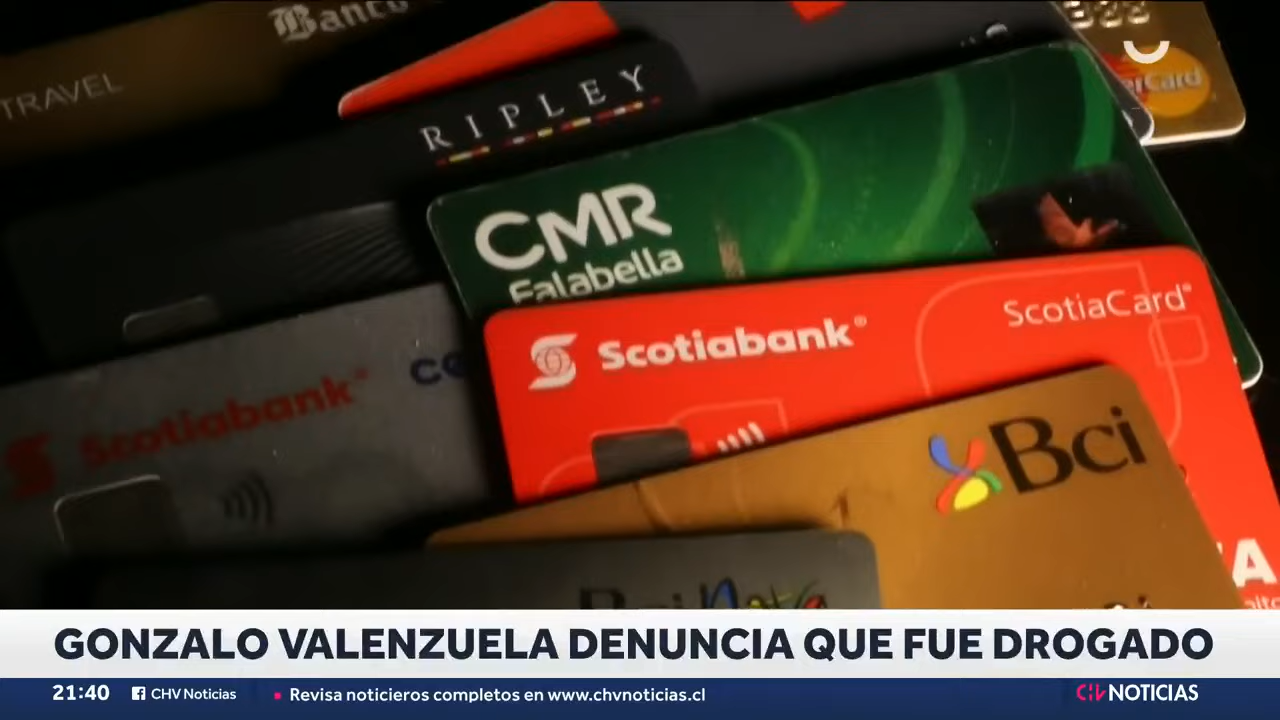 Banco
TRAVEL
RIPLEY
MasterCard
CMR
Falabella
Scotiabank®
ScotiaCard®
Scotiabank
Bci
GONZALO VALENZUELA DENUNCIA QUE FUE DROGADO
21:40 CHV Noticias Revisa noticieros completos en www.chvnoticias.cl CHV NOTICIAS